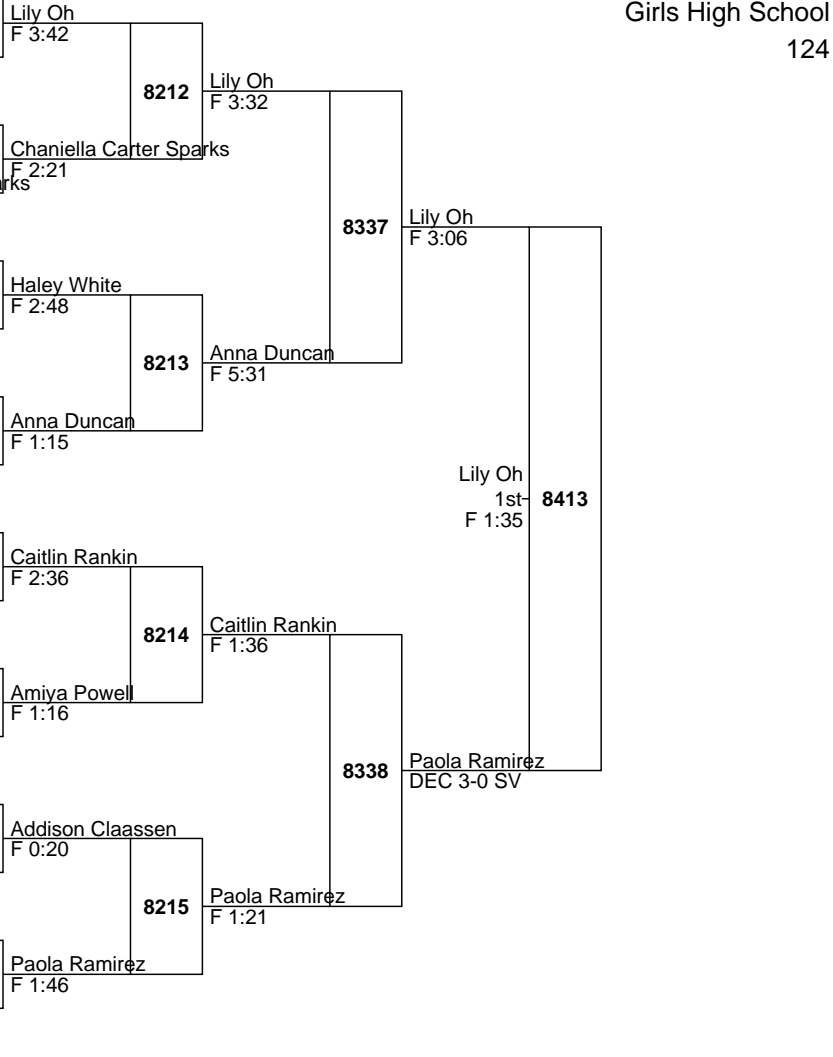 Girls High School
124
Lily Oh
F 3:42
8212
Lily Oh
F 3:32
Chaniella Carter Sparks
F 2:21
rks
8337
Lily Oh
F 3:06
Haley White
F 2:48
8213
Anna Duncan
F 5:31
Anna Duncan
F 1:15
Lily Oh
1st
F 1:35
8413
Caitlin Rankin
F 2:36
8214
Caitlin Rankin
F 1:36
Amiya Powell
F 1:16
8338
Paola Ramirez
DEC 3-0 SV
Addison Claassen
F 0:20
8215
Paola Ramirez
F 1:21
Paola Ramirez
F 1:46